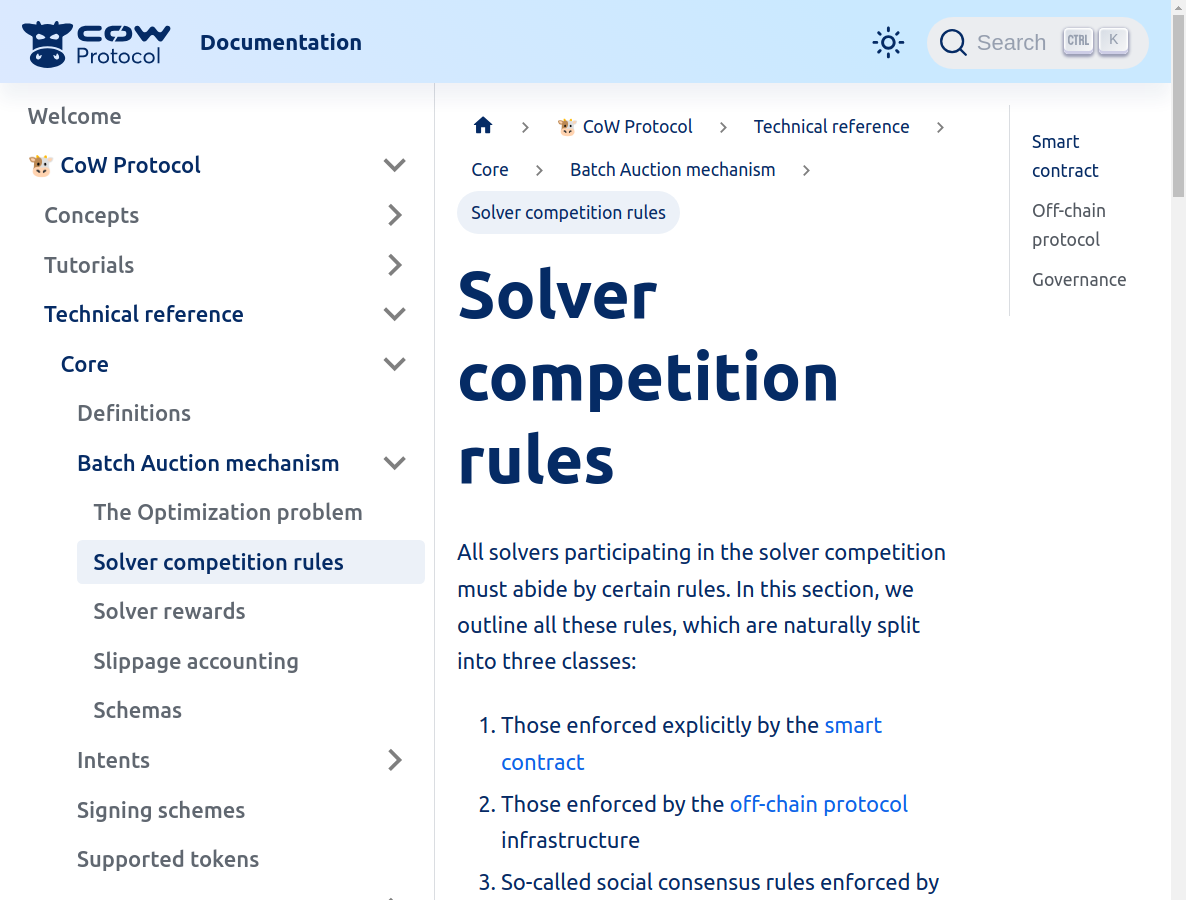 CoW
Protocol
Documentation
Search CTRL K
Welcome
CoW Protocol
Concepts
Tutorials
Technical reference
Core
Definitions
Batch Auction mechanism
The Optimization problem
Solver competition rules
Solver rewards
Slippage accounting
Schemas
Intents
Signing schemes
Supported tokens
CoW Protocol
Technical reference
Core
Batch Auction mechanism
Solver competition rules
Solver
competition
rules
All solvers participating in the solver competition
must abide by certain rules. In this section, we
outline all these rules, which are naturally split
into three classes:
1. Those enforced explicitly by the smart
contract
2. Those enforced by the off-chain protocol
infrastructure
3. So-called social consensus rules enforced by
Smart
contract
Off-chain
protocol
Governance